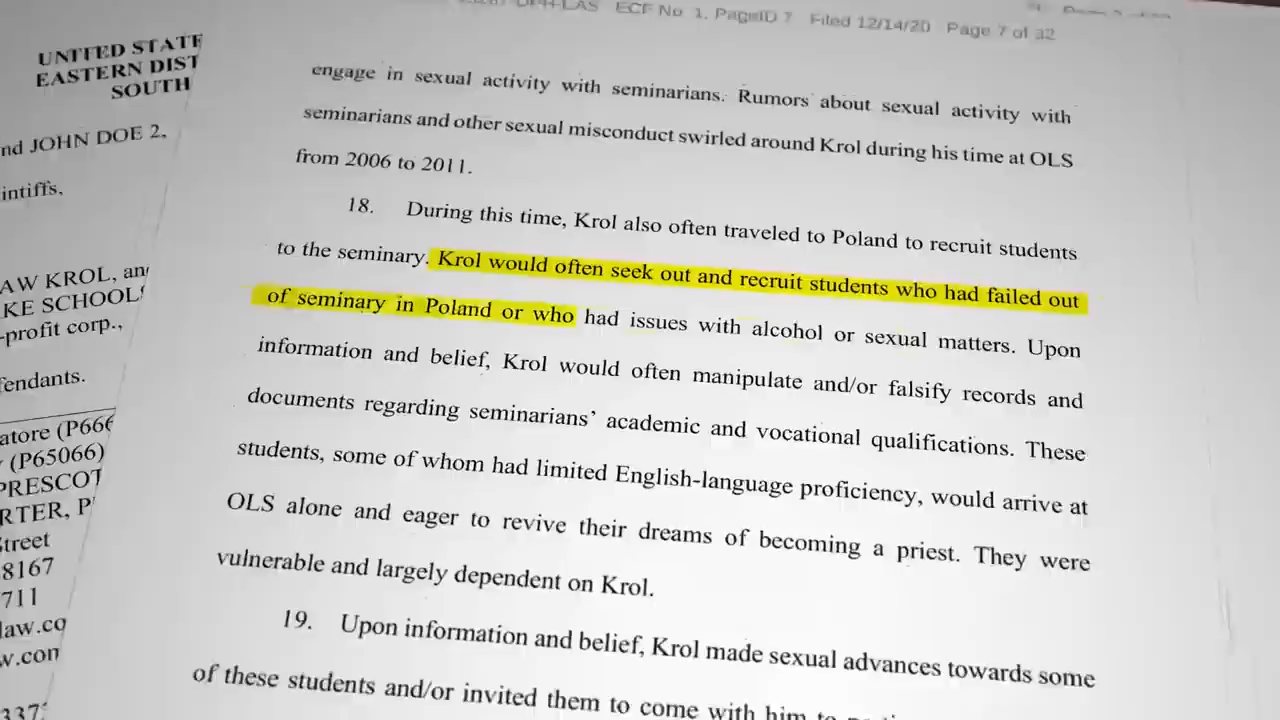 ECF No. 1, PageID 7 Filed 12/14/20 Page 7 of 32
UNITED STATE
EASTERN DIST
SOUTH
nd JOHN DOE 2,
intiffs,
AW KROL, an
KE SCHOOLS
-profit corp.,
fendants.
atore (P666
(P65066)
PRESCOT
RTER, P
Street
8167
711
law.co
w.con
337
engage in sexual activity with seminarians. Rumors about sexual activity with
seminarians and other sexual misconduct swirled around Krol during his time at OLS
from 2006 to 2011.
18. During this time, Krol also often traveled to Poland to recruit students
to the seminary. Krol would often seek out and recruit students who had failed out
of seminary in Poland or who had issues with alcohol or sexual matters. Upon
information and belief, Krol would often manipulate and/or falsify records and
documents regarding seminarians' academic and vocational qualifications. These
students, some of whom had limited English-language proficiency, would arrive at
OLS alone and eager to revive their dreams of becoming a priest. They were
vulnerable and largely dependent on Krol.
19. Upon information and belief, Krol made sexual advances towards some
of these students and/or invited them to come with him to